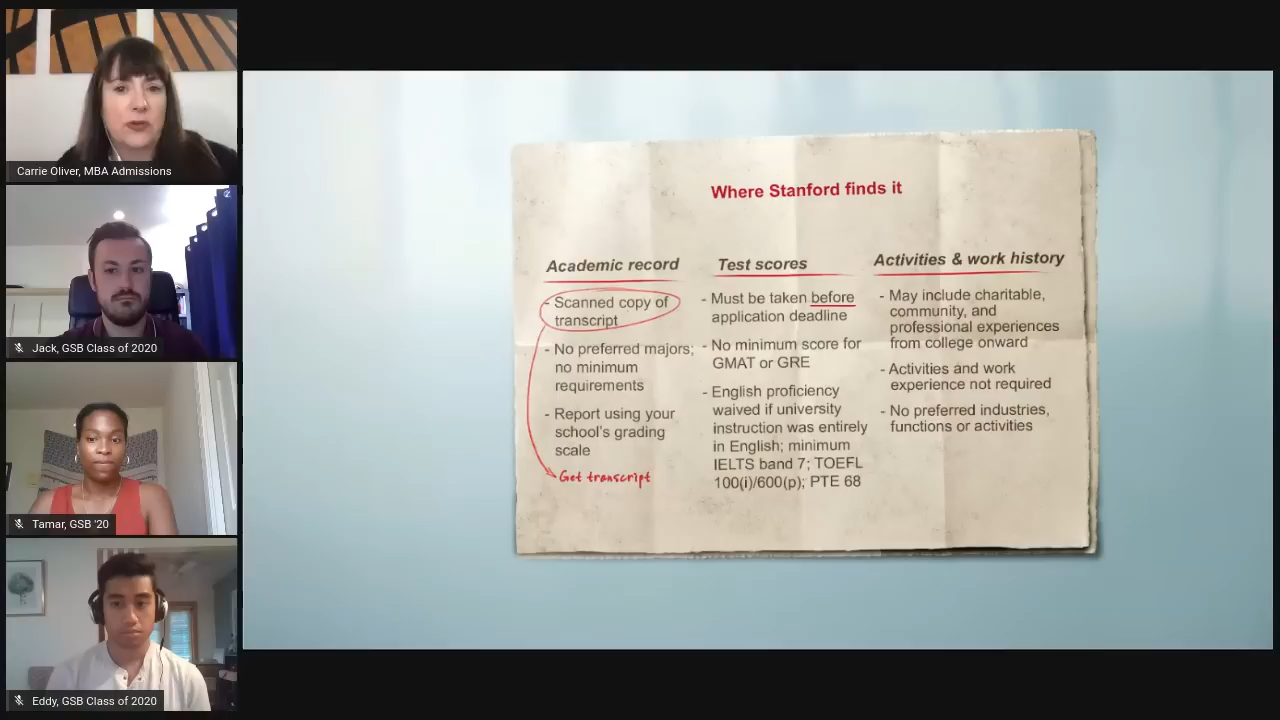 Carrie Oliver, MBA Admissions
Jack, GSB Class of 2020
Tamar, GSB '20
Eddy, GSB Class of 2020
Where Stanford finds it
Academic record
- Scanned copy of
transcript
- No preferred majors;
no minimum
requirements
- Report using your
school's grading
scale
Get transcript
Test scores
- Must be taken before
application deadline
- No minimum score for
GMAT or GRE
- English proficiency
waived if university
instruction was entirely
in English; minimum
IELTS band 7; TOEFL
100(i)/600(p); PTE 68
Activities & work history
- May include charitable,
community, and
professional experiences
from college onward
- Activities and work
experience not required
- No preferred industries,
functions or activities